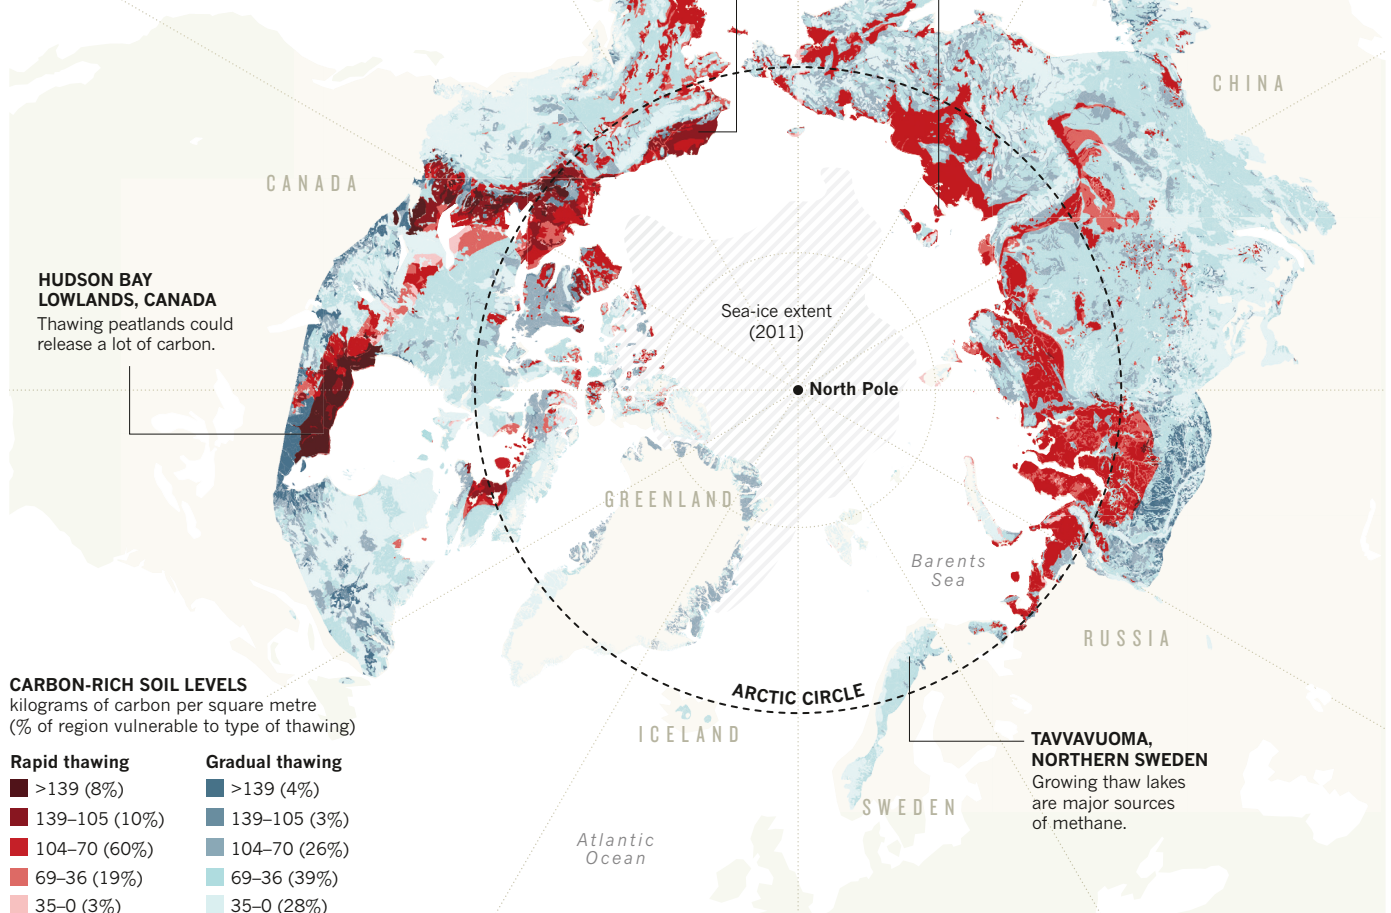 CHINA
CANADA
HUDSON BAY
LOWLANDS, CANADA
Thawing peatlands could
release a lot of carbon.
Sea-ice extent
(2011)
North Pole
GREENLAND
Barents
Sea
RUSSIA
ARCTIC CIRCLE
ICELAND
TAVVAVUOMA,
NORTHERN SWEDEN
Growing thaw lakes
are major sources
of methane.
SWEDEN
Atlantic
Ocean
CARBON-RICH SOIL LEVELS
kilograms of carbon per square metre
(% of region vulnerable to type of thawing)
Rapid thawing
>139 (8%)
139–105 (10%)
104–70 (60%)
69–36 (19%)
35–0 (3%)
Gradual thawing
>139 (4%)
139–105 (3%)
104–70 (26%)
69–36 (39%)
35–0 (28%)